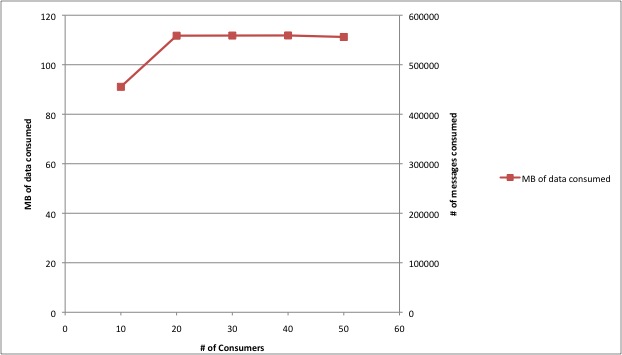 120
100
80
60
40
20
0
MB of data consumed
600000
500000
400000
300000
200000
100000
0
# of messages consumed
0 10 20 30 40 50 60
# of Consumers
MB of data consumed